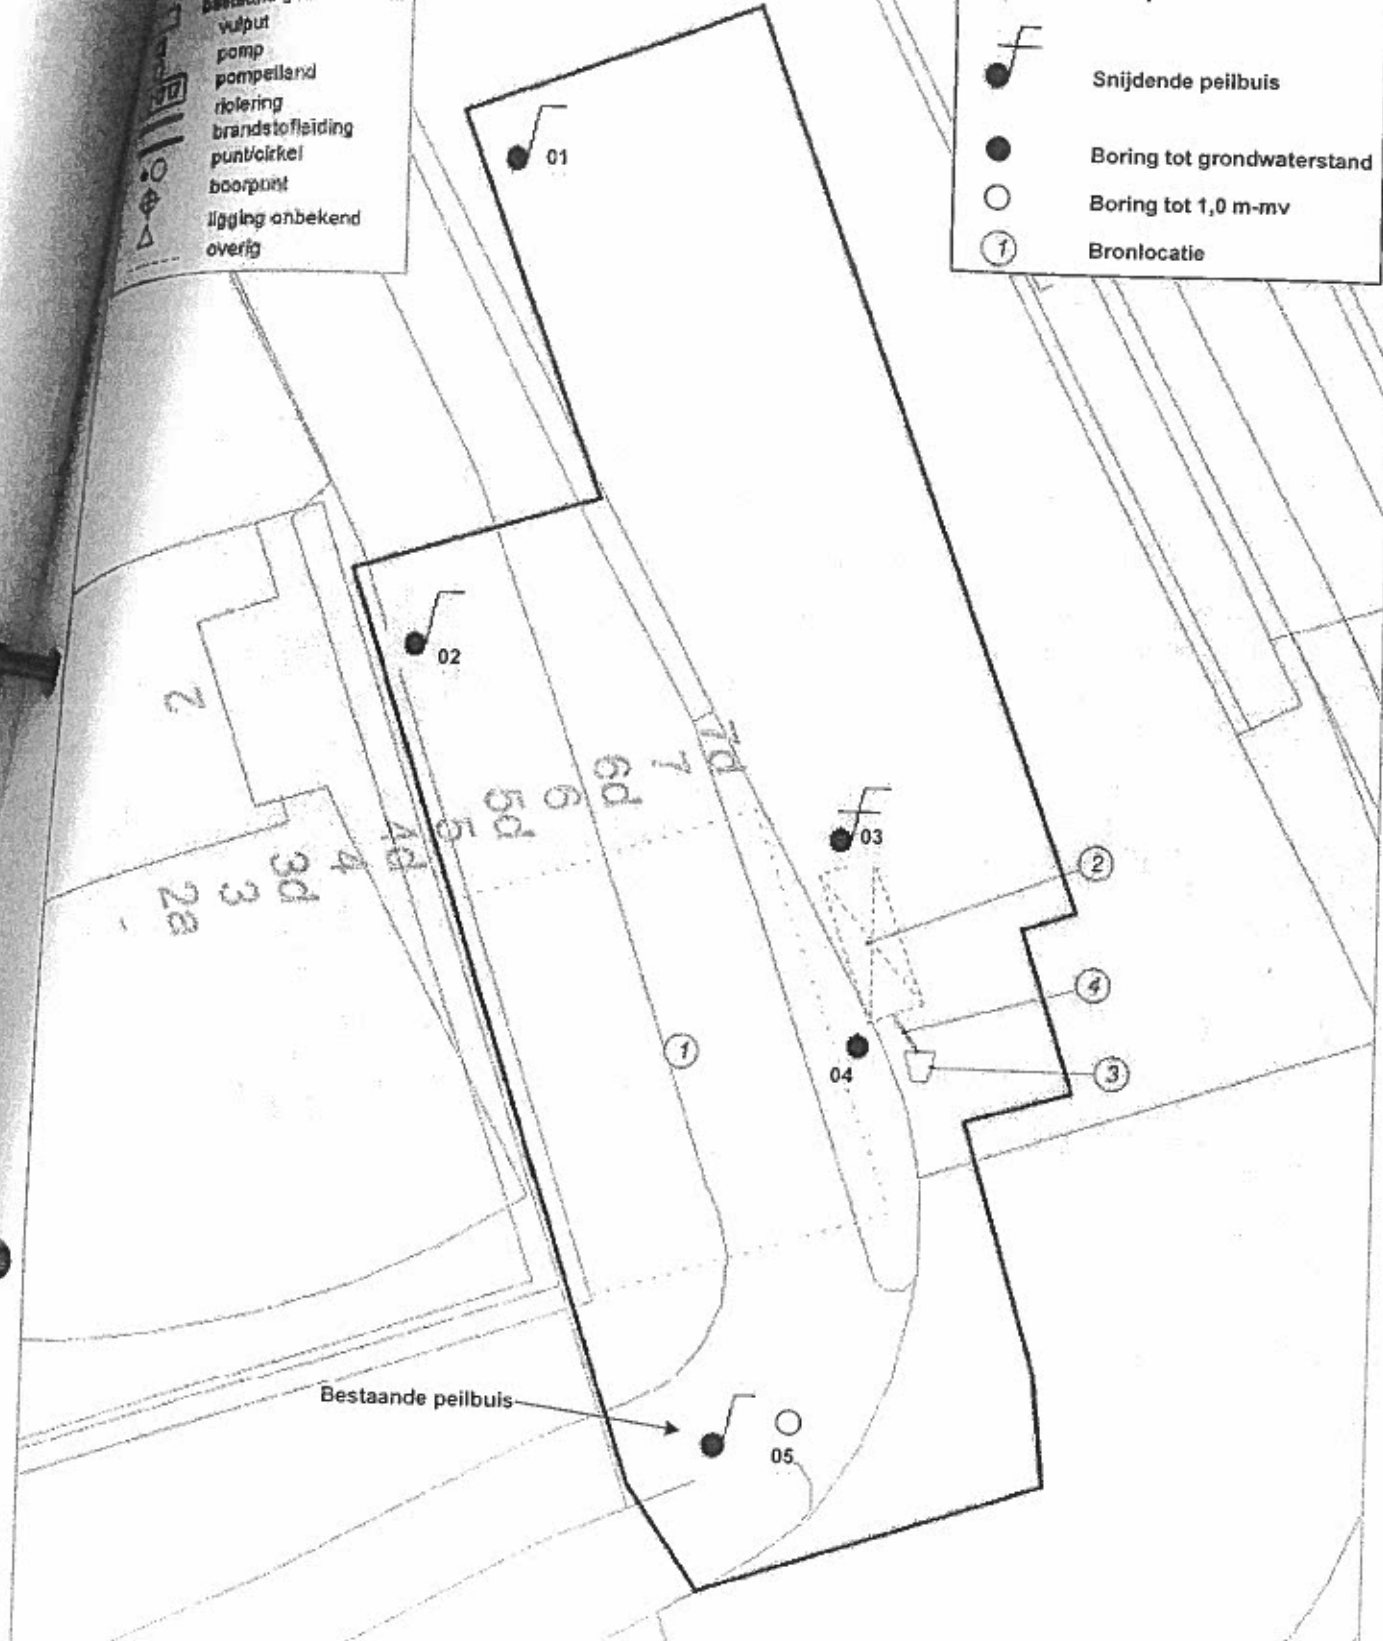 vulput
pomp
pompeiland
riolering
brandstofleiding
punt/cirkel
boorpunt
ligging onbekend
overig
Snijdende peilbuis
Boring tot grondwaterstand
Boring tot 1,0 m-mv
1 Bronlocatie
01
02
2
7d
7
6d
6
5d
5
4d
4
3d
3
2a
03
2
4
1
04
3
Bestaande peilbuis
05